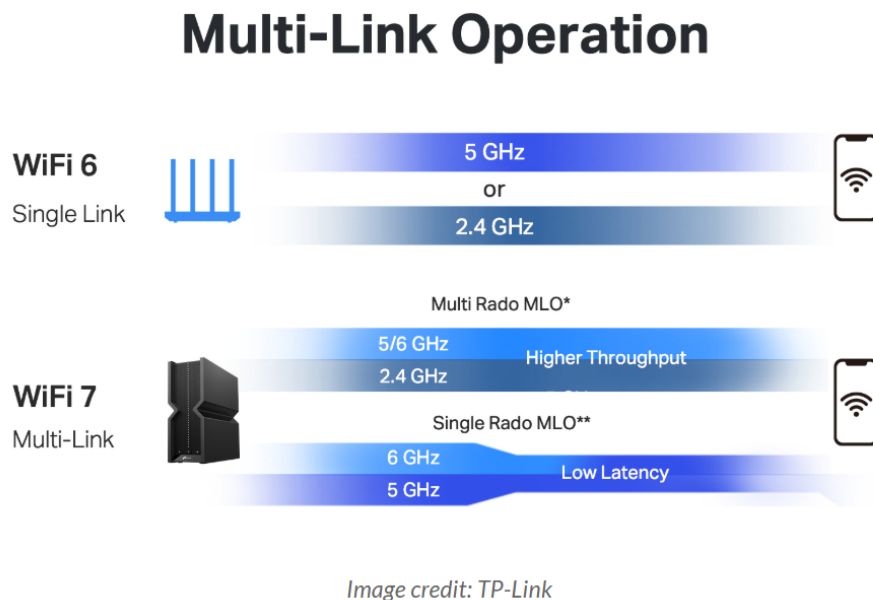 Multi-Link Operation
WiFi 6
Single Link
5 GHz
or
2.4 GHz
WiFi 7
Multi-Link
Multi Rado MLO*
5/6 GHz
2.4 GHz
Higher Throughput
Single Rado MLO**
6 GHz
5 GHz
Low Latency
Image credit: TP-Link